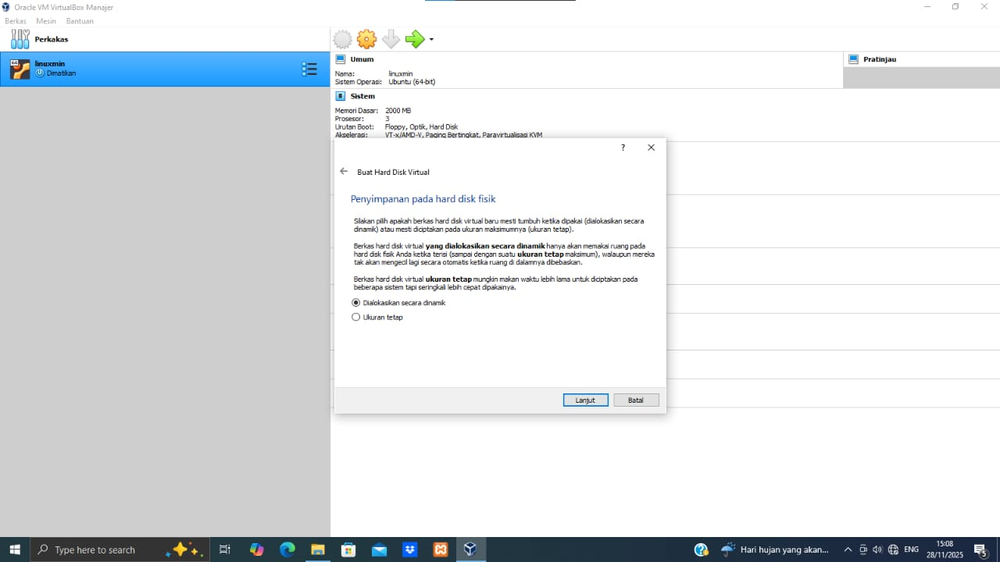 Oracle VM VirtualBox Manajer
Berkas Mesin Bantuan
Perkakas
64
linuxmin
Dimatikan
Umum
Nama: linuxmin
Sistem Operasi: Ubuntu (64-bit)
Pratinjau
Sistem
Memori Dasar: 2000 MB
Prosesor: 3
Urutan Boot: Floppy, Optik, Hard Disk
Akselerasi: VT-x/AMD-V, Paging Bertingkat, Paravirtualisasi KVM
?
Buat Hard Disk Virtual
Penyimpanan pada hard disk fisik
Silakan pilih apakah berkas hard disk virtual baru mesti tumbuh ketika dipakai (dialokasikan secara
dinamik) atau mesti diciptakan pada ukuran maksimumnya (ukuran tetap).
Berkas hard disk virtual yang dialokasikan secara dinamik hanya akan memakai ruang pada
hard disk fisik Anda ketika terisi (sampai dengan suatu ukuran tetap maksimum), walaupun mereka
tak akan mengecil lagi secara otomatis ketika ruang di dalamnya dibebaskan.
Berkas hard disk virtual ukuran tetap mungkin makan waktu lebih lama untuk diciptakan pada
beberapa sistem tapi seringkali lebih cepat dipakainya.
Dialokasikan secara dinamik
Ukuran tetap
Lanjut Batal
Type here to search
Hari hujan yang akan...
ENG
15:08
28/11/2025
3